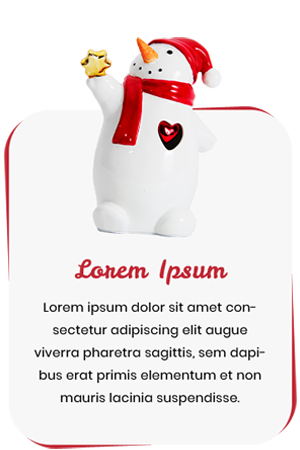 Lorem Ipsum
Lorem ipsum dolor sit amet con-
sectetur adipiscing elit augue
viverra pharetra sagittis, sem dapi-
bus erat primis elementum et non
mauris lacinia suspendisse.